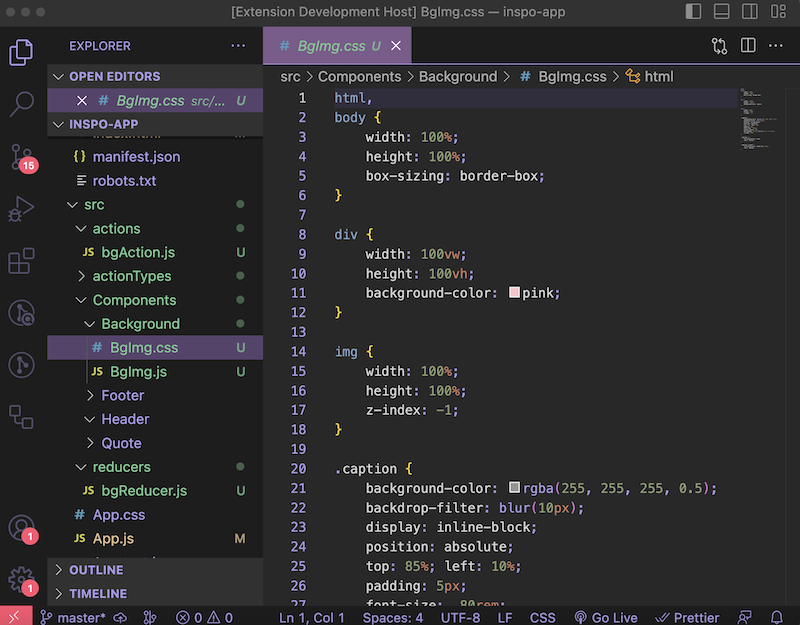 [Extension Development Host] BgImg.css — inspo-app
EXPLORER
OPEN EDITORS
BgImg.css src/... U
INSPO-APP
manifest.json
robots.txt
src
actions
JS bgAction.js U
actionTypes
Components
Background
# BgImg.css U
JS BgImg.js U
Footer
Header
Quote
reducers
JS bgReducer.js U
# App.css
JS App.js M
OUTLINE
TIMELINE
15
1
1
# BgImg.css U
src > Components > Background > # BgImg.css > html
1 html,
2 body {
3 width: 100%;
4 height: 100%;
5 box-sizing: border-box;
6 }
7
8 div {
9 width: 100vw;
10 height: 100vh;
11 background-color: pink;
12 }
13
14 img {
15 width: 100%;
16 height: 100%;
17 z-index: -1;
18 }
19
20 .caption {
21 background-color: rgba(255, 255, 255, 0.5);
22 backdrop-filter: blur(10px);
23 display: inline-block;
24 position: absolute;
25 top: 85%; left: 10%;
26 padding: 5px;
27 font-size: .80rem;
master* 0 0 Ln 1, Col 1 Spaces: 4 UTF-8 LF CSS Go Live Prettier